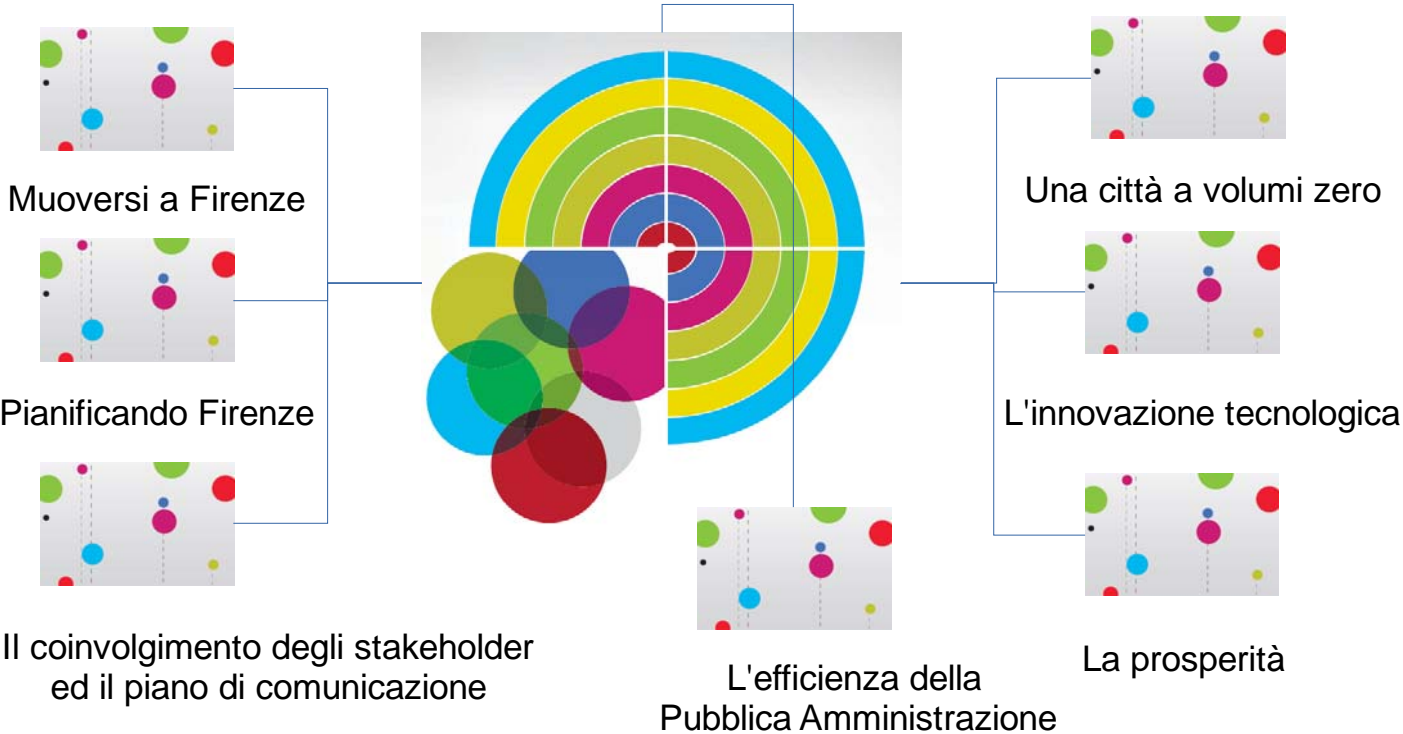 Muoversi a Firenze
Pianificando Firenze
Il coinvolgimento degli stakeholder
ed il piano di comunicazione
L'efficienza della
Pubblica Amministrazione
Una città a volumi zero
L'innovazione tecnologica
La prosperità